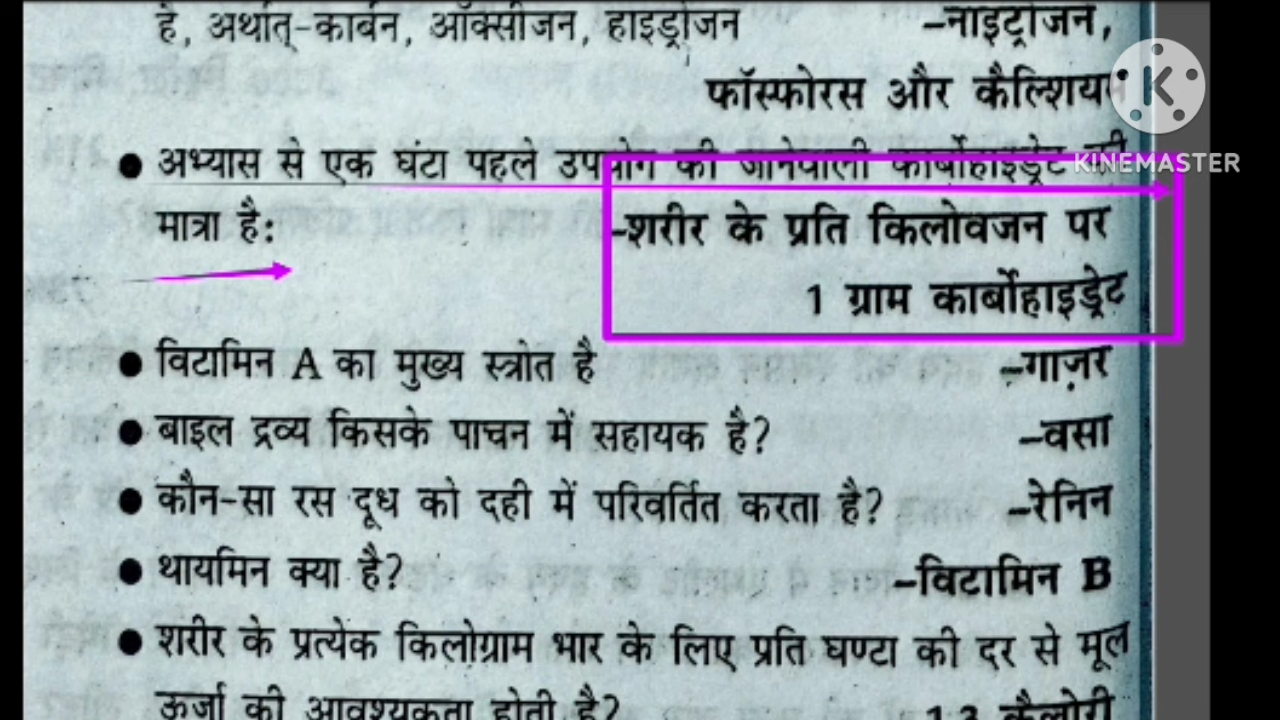 है, अर्थात्-कार्बन, ऑक्सीजन, हाइड्रोजन –नाइट्रोजन,
फॉस्फोरस और कैल्शियम
KINEMASTER
● अभ्यास से एक घंटा पहले उपयोग की जानेवाली कार्बोहाइड्रेट की
मात्रा है: –शरीर के प्रति किलोवजन पर
1 ग्राम कार्बोहाइड्रेट
● विटामिन A का मुख्य स्त्रोत है –गाज़र
● बाइल द्रव्य किसके पाचन में सहायक है? –वसा
● कौन-सा रस दूध को दही में परिवर्तित करता है? –रेनिन
● थायमिन क्या है? –विटामिन B
● शरीर के प्रत्येक किलोग्राम भार के लिए प्रति घण्टा की दर से मूल
ऊर्जा की आवश्यकता होती है? 1.3 कैलोरी